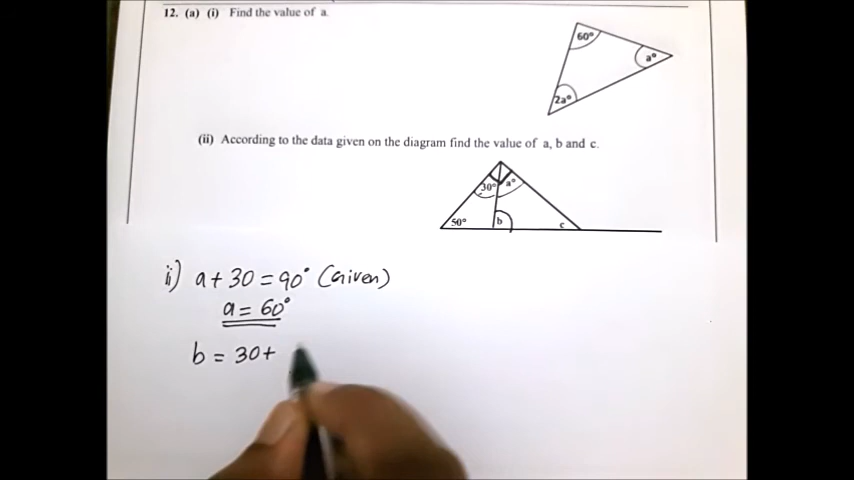 12. (a) (i) Find the value of a.
60°
a°
2a°
(ii) According to the data given on the diagram find the value of a, b and c.
30° a°
50° b c
ii) a + 30 = 90° (Given)
a = 60°
b = 30+